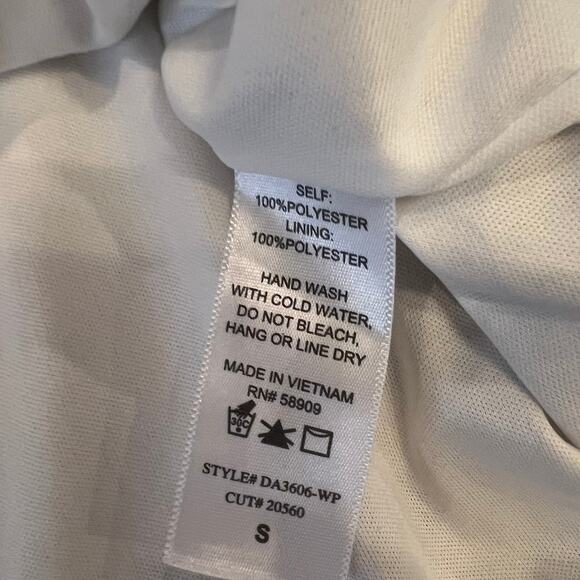 SELF:
100%POLYESTER
LINING:
100%POLYESTER
HAND WASH
WITH COLD WATER,
DO NOT BLEACH,
HANG OR LINE DRY
MADE IN VIETNAM
RN# 58909
30C
STYLE# DA3606-WP
CUT# 20560
S